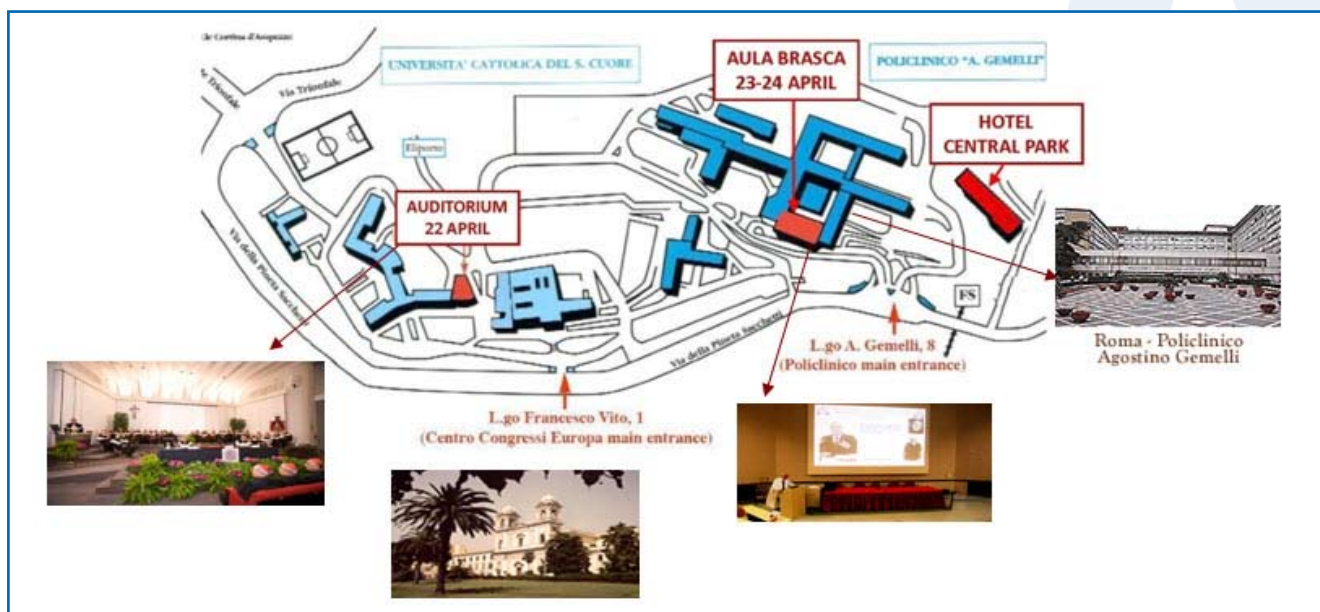 Via Trionfale
UNIVERSITA' CATTOLICA DEL S. CUORE
AULA BRASCA
23-24 APRIL
POLICLINICO "A. GEMELLI"
HOTEL
CENTRAL PARK
Eliporto
AUDITORIUM
22 APRIL
Via della Pineta Sacchetti
Via della Pineta Sacchetti
FS
L.go A. Gemelli, 8
(Policlinico main entrance)
Roma - Policlinico
Agostino Gemelli
L.go Francesco Vito, 1
(Centro Congressi Europa main entrance)